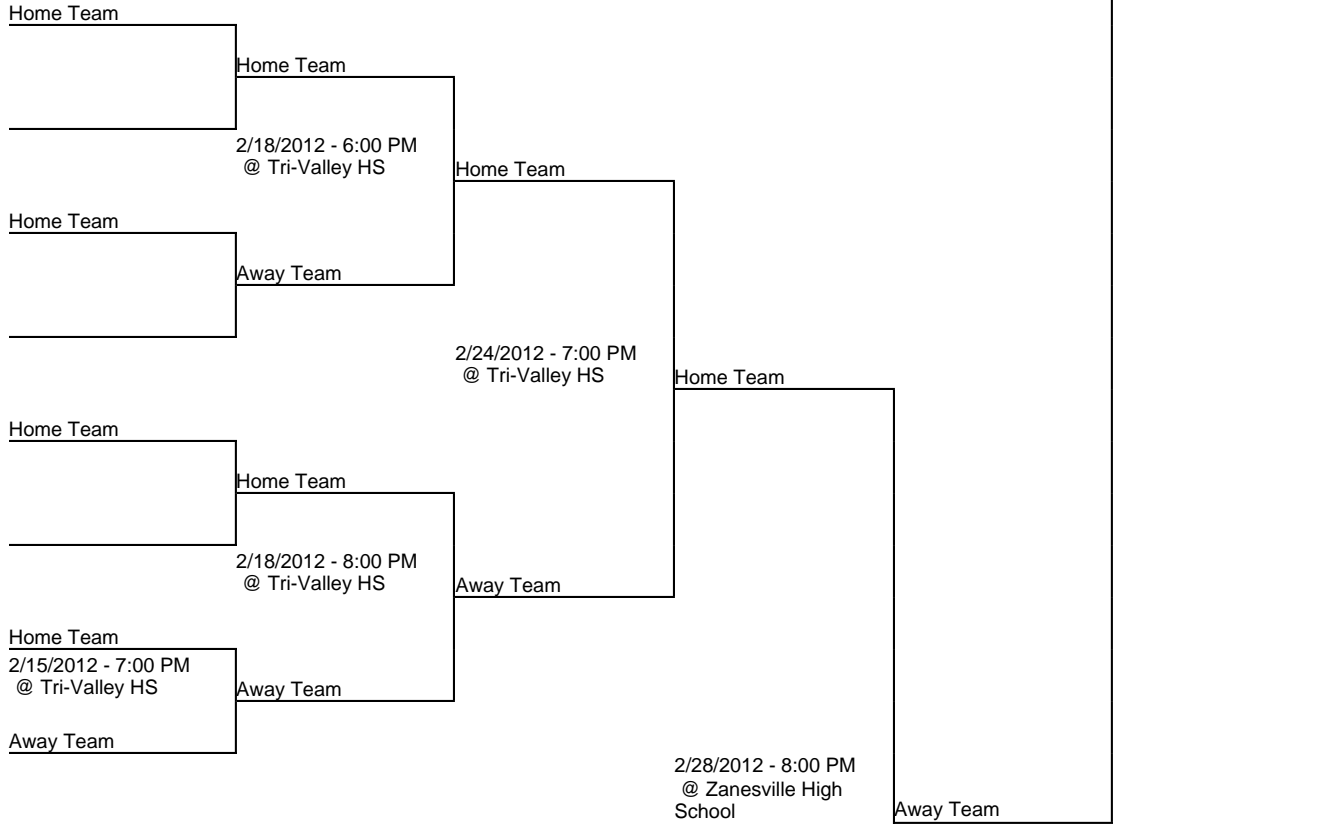 Home Team
Home Team
2/18/2012 - 6:00 PM
@ Tri-Valley HS
Home Team
Home Team
Away Team
2/24/2012 - 7:00 PM
@ Tri-Valley HS
Home Team
Home Team
Home Team
2/18/2012 - 8:00 PM
@ Tri-Valley HS
Away Team
Home Team
2/15/2012 - 7:00 PM
@ Tri-Valley HS
Away Team
Away Team
2/28/2012 - 8:00 PM
@ Zanesville High
School
Away Team